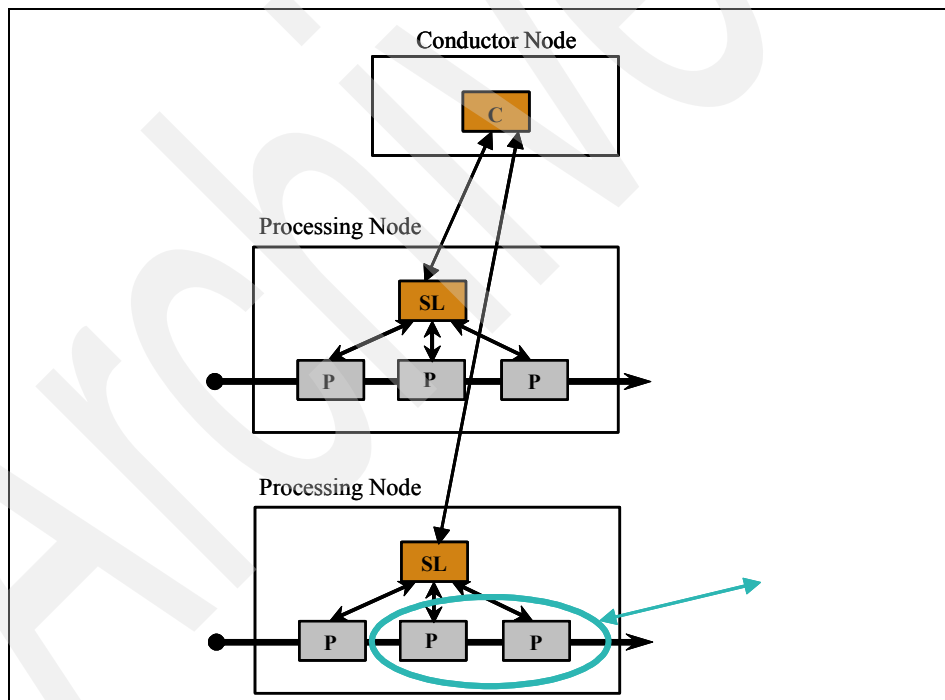 Conductor Node
C
Processing Node
SL
P P P
Processing Node
SL
P P P